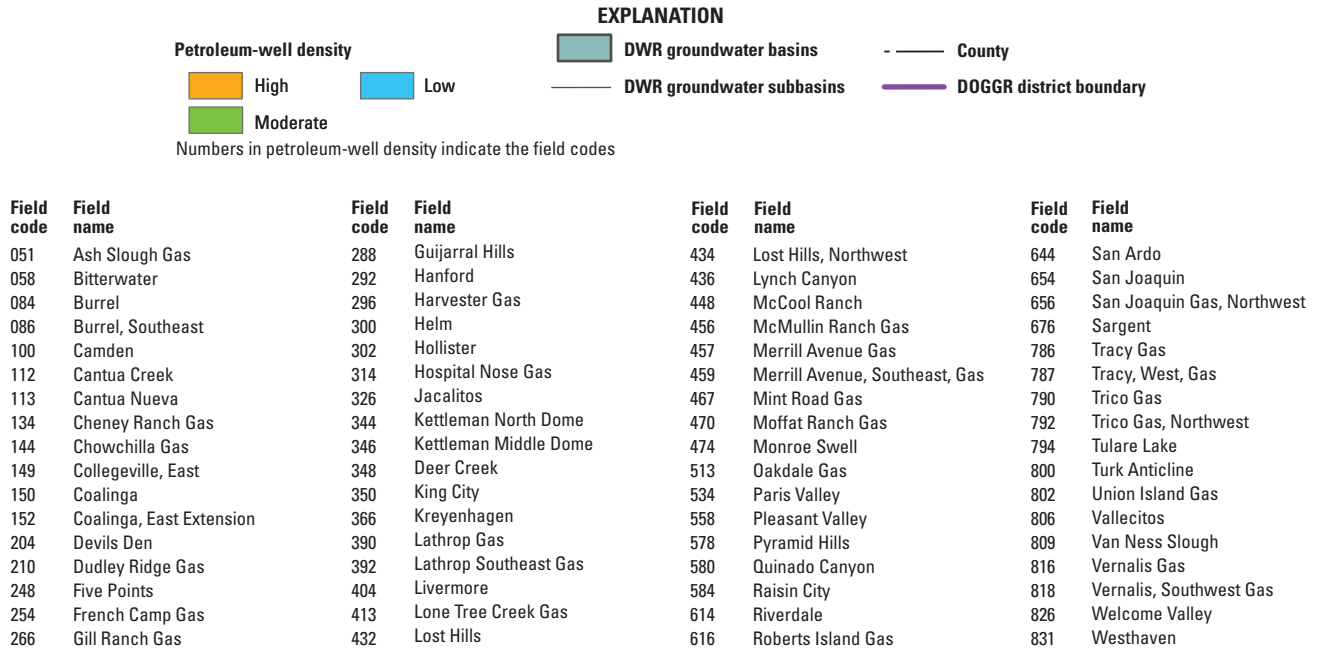 EXPLANATION
Petroleum-well density
High
Low
Moderate
Numbers in petroleum-well density indicate the field codes
DWR groundwater basins
DWR groundwater subbasins
County
DOGGR district boundary
Field code Field name
051 Ash Slough Gas
058 Bitterwater
084 Burrel
086 Burrel, Southeast
100 Camden
112 Cantua Creek
113 Cantua Nueva
134 Cheney Ranch Gas
144 Chowchilla Gas
149 Collegeville, East
150 Coalinga
152 Coalinga, East Extension
204 Devils Den
210 Dudley Ridge Gas
248 Five Points
254 French Camp Gas
266 Gill Ranch Gas
Field code Field name
288 Guijarral Hills
292 Hanford
296 Harvester Gas
300 Helm
302 Hollister
314 Hospital Nose Gas
326 Jacalitos
344 Kettleman North Dome
346 Kettleman Middle Dome
348 Deer Creek
350 King City
366 Kreyenhagen
390 Lathrop Gas
392 Lathrop Southeast Gas
404 Livermore
413 Lone Tree Creek Gas
432 Lost Hills
Field code Field name
434 Lost Hills, Northwest
436 Lynch Canyon
448 McCool Ranch
456 McMullin Ranch Gas
457 Merrill Avenue Gas
459 Merrill Avenue, Southeast, Gas
467 Mint Road Gas
470 Moffat Ranch Gas
474 Monroe Swell
513 Oakdale Gas
534 Paris Valley
558 Pleasant Valley
578 Pyramid Hills
580 Quinado Canyon
584 Raisin City
614 Riverdale
616 Roberts Island Gas
Field code Field name
644 San Ardo
654 San Joaquin
656 San Joaquin Gas, Northwest
676 Sargent
786 Tracy Gas
787 Tracy, West, Gas
790 Trico Gas
792 Trico Gas, Northwest
794 Tulare Lake
800 Turk Anticline
802 Union Island Gas
806 Vallecitos
809 Van Ness Slough
816 Vernalis Gas
818 Vernalis, Southwest Gas
826 Welcome Valley
831 Westhaven